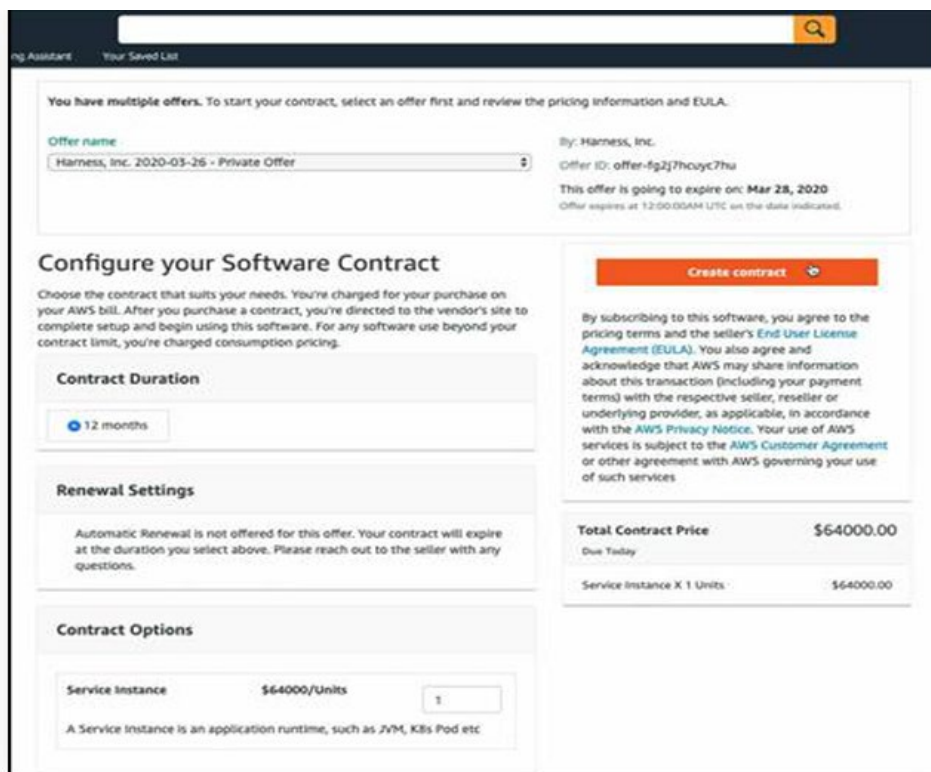 ng Assistant Your Saved List
You have multiple offers. To start your contract, select an offer first and review the pricing information and EULA.
Offer name
Harness, Inc. 2020-03-26 - Private Offer
By: Harness, Inc.
Offer ID: offer-fg2j7hcuyc7hu
This offer is going to expire on: Mar 28, 2020
Offer expires at 12:00:00AM UTC on the date indicated.
Configure your Software Contract
Choose the contract that suits your needs. You're charged for your purchase on
your AWS bill. After you purchase a contract, you're directed to the vendor's site to
complete setup and begin using this software. For any software use beyond your
contract limit, you're charged consumption pricing.
Contract Duration
12 months
Renewal Settings
Automatic Renewal is not offered for this offer. Your contract will expire
at the duration you select above. Please reach out to the seller with any
questions.
Contract Options
Service Instance $64000/Units 1
A Service Instance is an application runtime, such as JVM, K8s Pod etc
Create contract
By subscribing to this software, you agree to the
pricing terms and the seller's End User License
Agreement (EULA). You also agree and
acknowledge that AWS may share information
about this transaction (including your payment
terms) with the respective seller, reseller or
underlying provider, as applicable, in accordance
with the AWS Privacy Notice. Your use of AWS
services is subject to the AWS Customer Agreement
or other agreement with AWS governing your use
of such services
Total Contract Price $64000.00
Due Today
Service Instance X 1 Units $64000.00